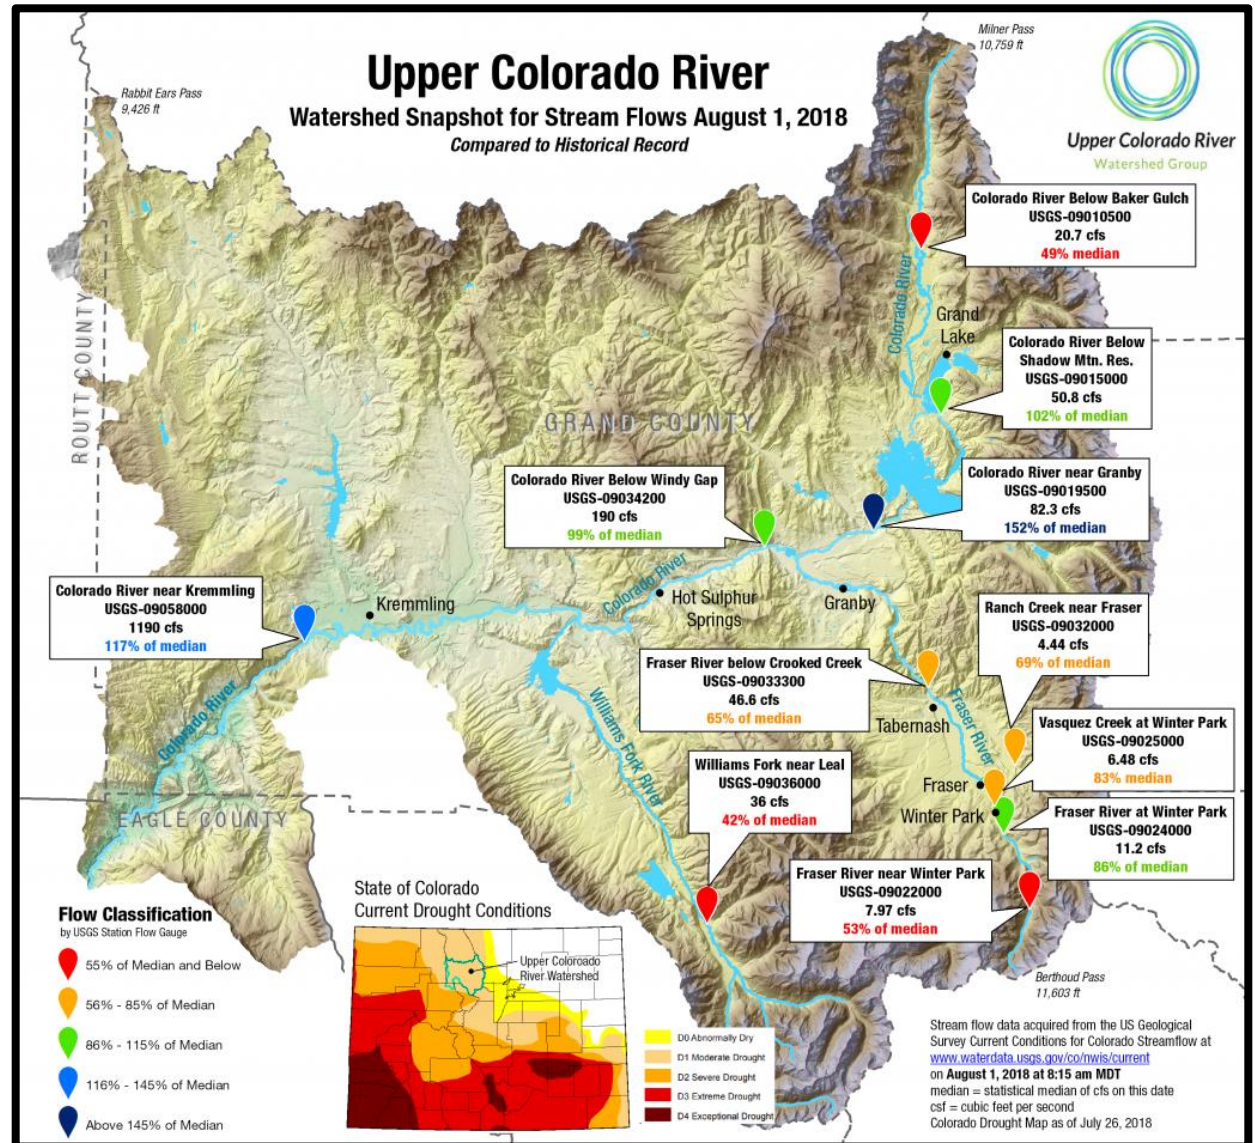 Upper Colorado River
Watershed Snapshot for Stream Flows August 1, 2018
Compared to Historical Record
Rabbit Ears Pass
9,426 ft
Milner Pass
10,759 ft
Upper Colorado River
Watershed Group
Colorado River Below Baker Gulch
USGS-09010500
20.7 cfs
49% median
Colorado River
Grand
Lake
Colorado River Below
Shadow Mtn. Res.
USGS-09015000
50.8 cfs
102% of median
ROUTT COUNTY
GRAND COUNTY
Colorado River Below Windy Gap
USGS-09034200
190 cfs
99% of median
Colorado River near Granby
USGS-09019500
82.3 cfs
152% of median
Colorado River near Kremmling
USGS-09058000
1190 cfs
117% of median
Kremmling
Colorado River
Hot Sulphur
Springs
Granby
Ranch Creek near Fraser
USGS-09032000
4.44 cfs
69% of median
Fraser River below Crooked Creek
USGS-09033300
46.6 cfs
65% of median
Colorado River
Williams Fork River
Fraser River
Tabernash
Vasquez Creek at Winter Park
USGS-09025000
6.48 cfs
83% median
Williams Fork near Leal
USGS-09036000
36 cfs
42% of median
Fraser
Winter Park
Fraser River at Winter Park
USGS-09024000
11.2 cfs
86% of median
EAGLE COUNTY
Fraser River near Winter Park
USGS-09022000
7.97 cfs
53% of median
Berthoud Pass
11,603 ft
Flow Classification
by USGS Station Flow Gauge
55% of Median and Below
56% - 85% of Median
86% - 115% of Median
116% - 145% of Median
Above 145% of Median
State of Colorado
Current Drought Conditions
Upper Coloroado
River Watershed
D0 Abnormally Dry
D1 Moderate Drought
D2 Severe Drought
D3 Extreme Drought
D4 Exceptional Drought
Stream flow data acquired from the US Geological
Survey Current Conditions for Colorado Streamflow at
www.waterdata.usgs.gov/co/nwis/current
on August 1, 2018 at 8:15 am MDT
median = statistical median of cfs on this date
csf = cubic feet per second
Colorado Drought Map as of July 26, 2018